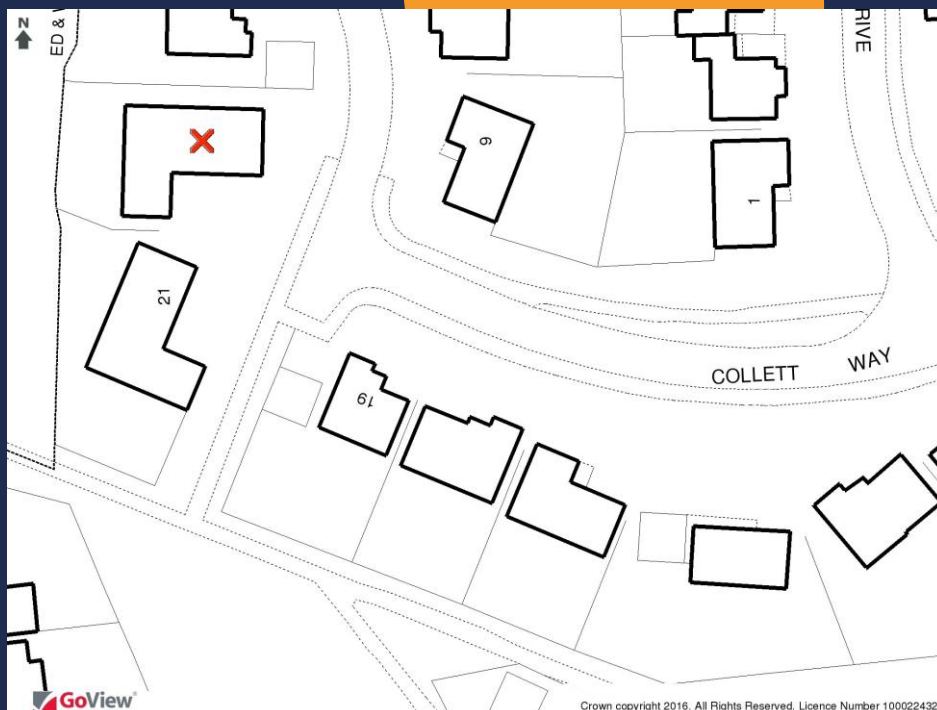 N
ED &
RIVE
9
1
21
19
COLLETT WAY
GoView
Crown copyright 2016. All Rights Reserved. Licence Number 100022432